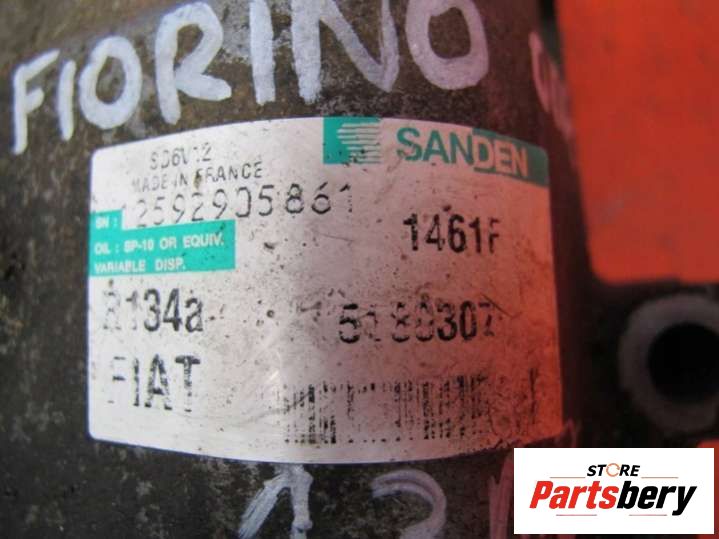 FIORINO
SANDEN
SD6V12
MADE IN FRANCE
SN: 12592905861
OIL : SP-10 OR EQUIV.
VARIABLE DISP.
1461F
R134a
FIAT
STORE
Partsbery